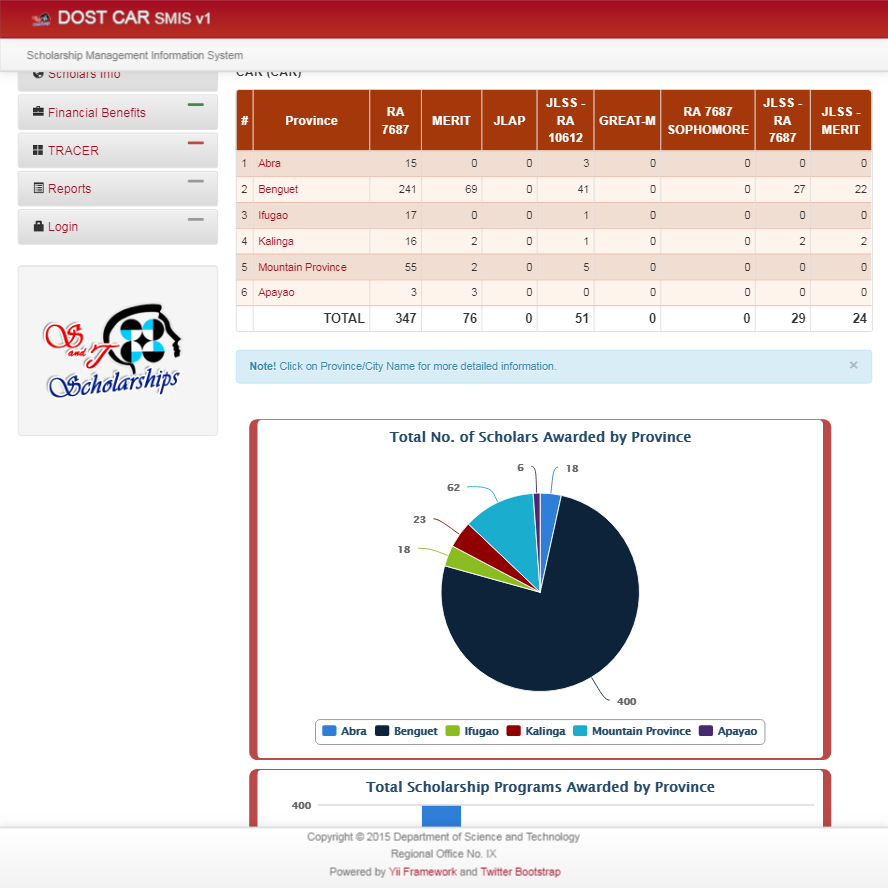 DOST CAR SMIS v1
Scholarship Management Information System
Scholars Info
Financial Benefits
TRACER
Reports
Login
S and T Scholarships
CAR (CAR)
# Province RA 7687 MERIT JLAP JLSS - RA 10612 GREAT-M RA 7687 SOPHOMORE JLSS - RA 7687 JLSS - MERIT
1 Abra 15 0 0 3 0 0 0 0
2 Benguet 241 69 0 41 0 0 27 22
3 Ifugao 17 0 0 1 0 0 0 0
4 Kalinga 16 2 0 1 0 0 2 2
5 Mountain Province 55 2 0 5 0 0 0 0
6 Apayao 3 3 0 0 0 0 0 0
TOTAL 347 76 0 51 0 0 29 24
Note! Click on Province/City Name for more detailed information. ×
Total No. of Scholars Awarded by Province
6 18
62
23
18
400
Abra Benguet Ifugao Kalinga Mountain Province Apayao
Total Scholarship Programs Awarded by Province
400
Copyright © 2015 Department of Science and Technology
Regional Office No. IX
Powered by Yii Framework and Twitter Bootstrap